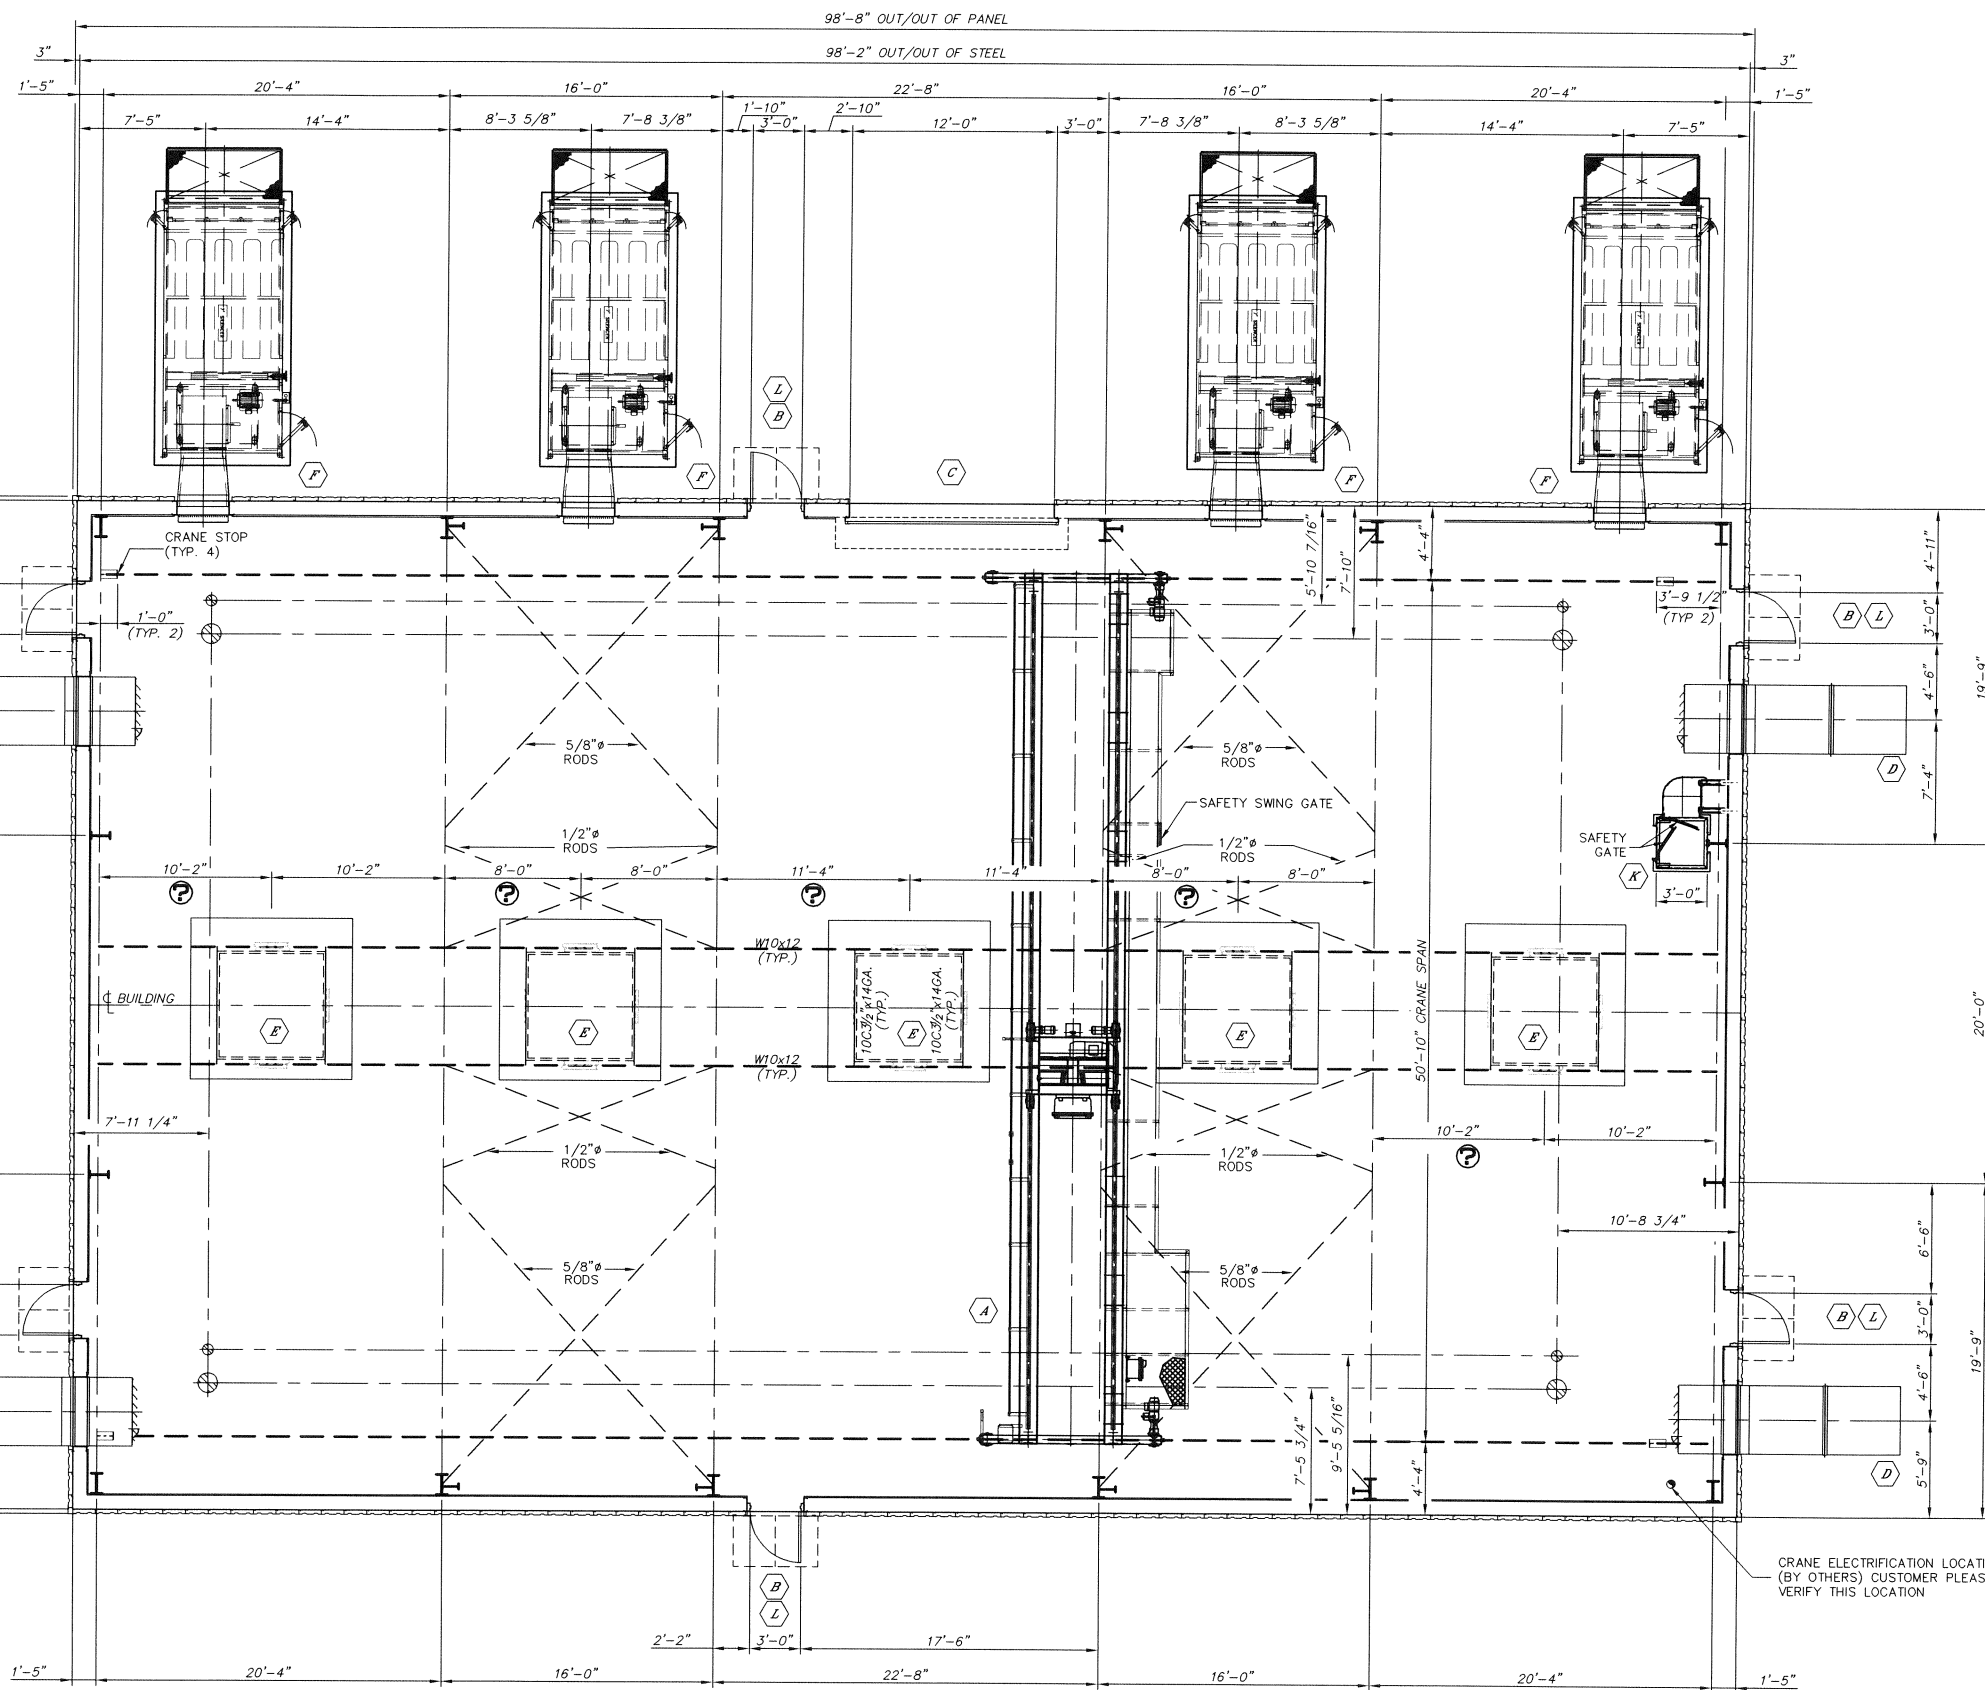 98'-8" OUT/OUT OF PANEL
98'-2" OUT/OUT OF STEEL
3"
3"
1'-5"
20'-4"
16'-0"
22'-8"
16'-0"
20'-4"
1'-5"
1'-10"
2'-10"
7'-5"
14'-4"
8'-3 5/8"
7'-8 3/8"
3'-0"
12'-0"
3'-0"
7'-8 3/8"
8'-3 5/8"
14'-4"
7'-5"
L
B
F
F
C
F
F
CRANE STOP
(TYP. 4)
5'-10 7/16"
7'-10"
4'-4"
4'-11"
1'-0"
(TYP. 2)
3'-9 1/2"
(TYP 2)
B
L
3'-0"
4'-6"
19'-9"
5/8"ø
RODS
5/8"ø
RODS
D
7'-4"
SAFETY SWING GATE
1/2"ø
RODS
1/2"ø
RODS
SAFETY
GATE
K
3'-0"
10'-2"
10'-2"
8'-0"
8'-0"
11'-4"
11'-4"
8'-0"
8'-0"
?
?
?
?
W10x12
(TYP.)
50'-10" CRANE SPAN
℄ BUILDING
10C3½"x14GA.
(TYP.)
10C3½"x14GA.
(TYP.)
20'-0"
E
E
E
E
E
W10x12
(TYP.)
7'-11 1/4"
10'-2"
10'-2"
1/2"ø
RODS
1/2"ø
RODS
?
10'-8 3/4"
6'-6"
5/8"ø
RODS
5/8"ø
RODS
A
B
L
3'-0"
19'-9"
4'-6"
7'-5 3/4"
9'-5 5/16"
4'-4"
D
5'-9"
CRANE ELECTRIFICATION LOCATI
(BY OTHERS) CUSTOMER PLEAS
VERIFY THIS LOCATION
B
L
2'-2"
3'-0"
17'-6"
1'-5"
20'-4"
16'-0"
22'-8"
16'-0"
20'-4"
1'-5"